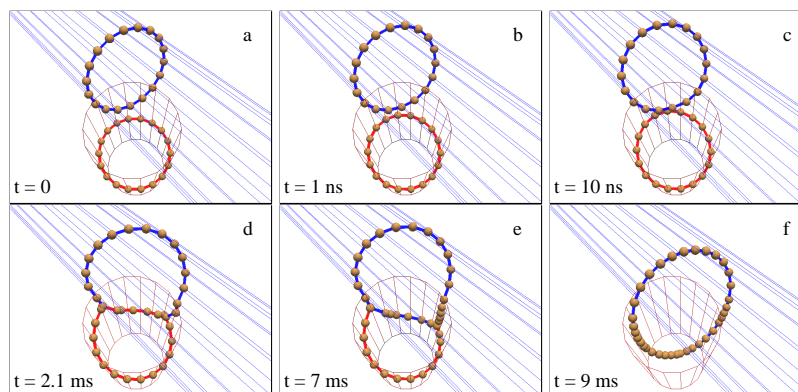 a
t = 0
b
t = 1 ns
c
t = 10 ns
d
t = 2.1 ms
e
t = 7 ms
f
t = 9 ms